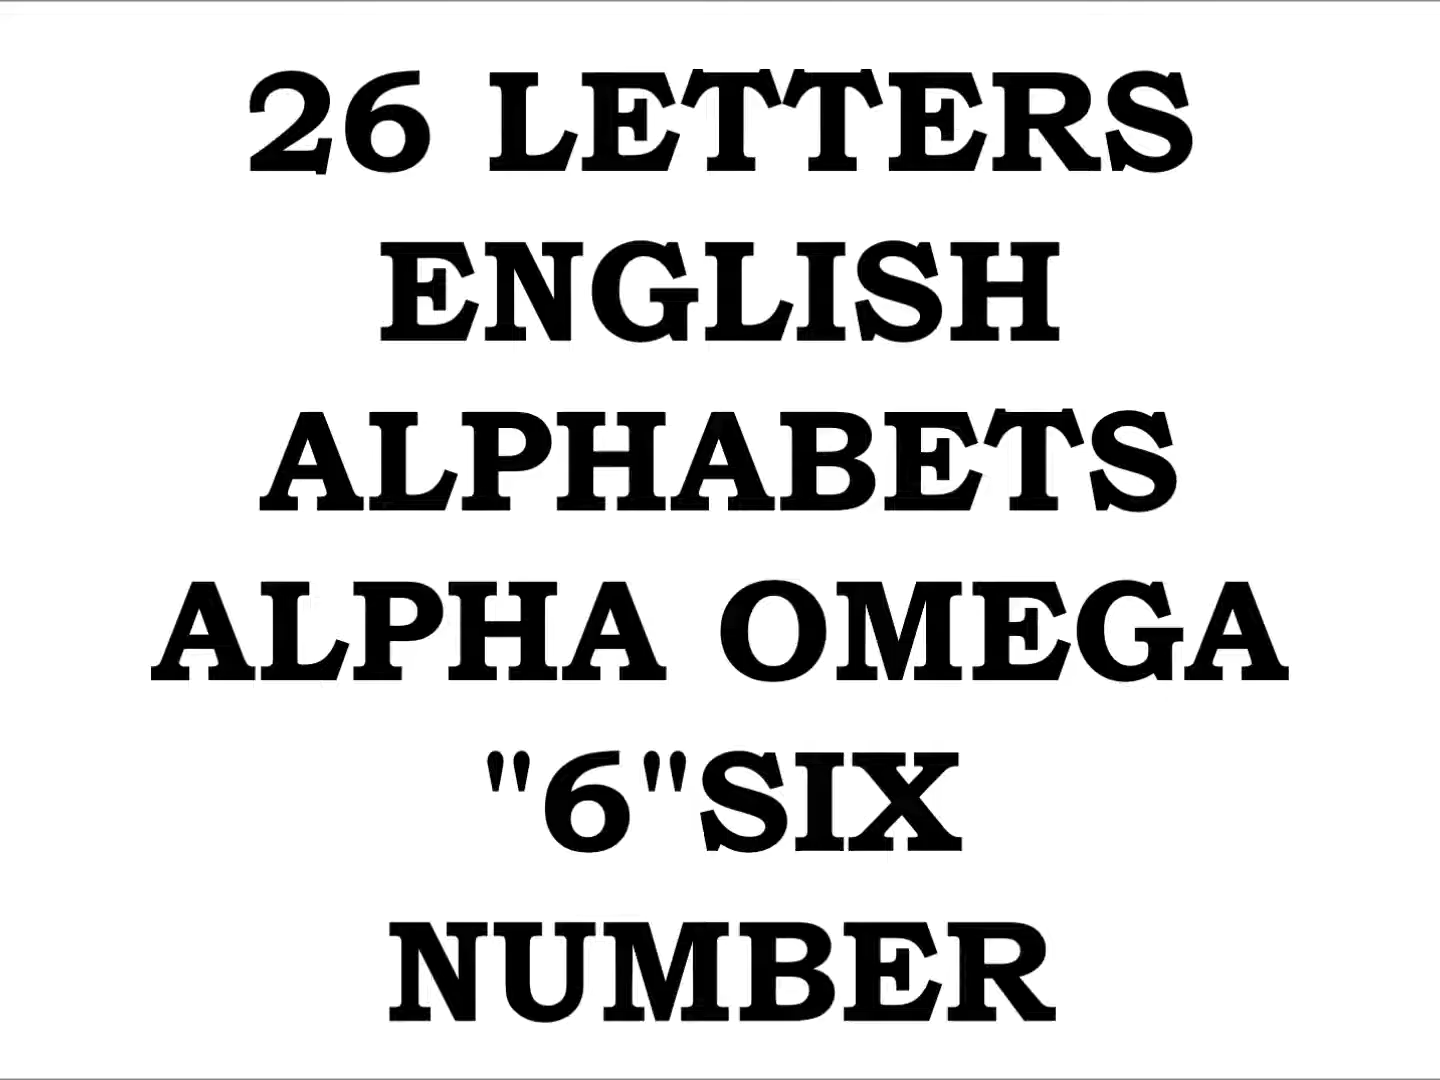 26 LETTERS
ENGLISH
ALPHABETS
ALPHA OMEGA
"6"SIX
NUMBER